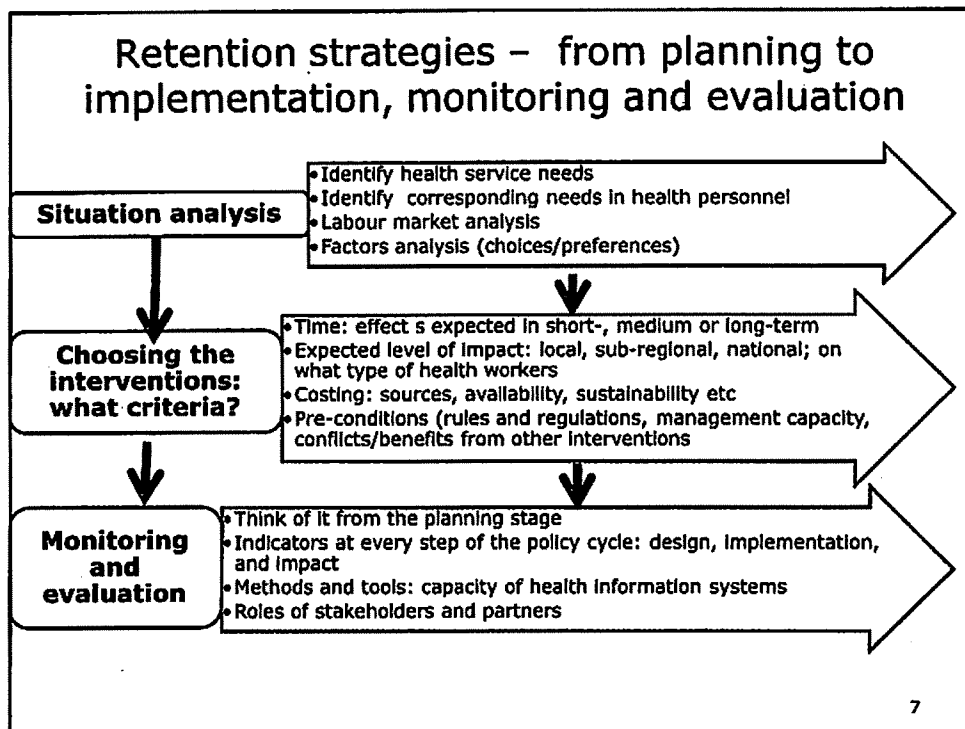 Retention strategies – from planning to
implementation, monitoring and evaluation
Situation analysis
•Identify health service needs
•Identify corresponding needs in health personnel
•Labour market analysis
•Factors analysis (choices/preferences)
Choosing the
interventions:
what criteria?
•Time: effect s expected in short-, medium or long-term
•Expected level of impact: local, sub-regional, national; on
what type of health workers
•Costing: sources, availability, sustainability etc
•Pre-conditions (rules and regulations, management capacity,
conflicts/benefits from other interventions
Monitoring
and
evaluation
•Think of it from the planning stage
•Indicators at every step of the policy cycle: design, implementation,
and impact
•Methods and tools: capacity of health information systems
•Roles of stakeholders and partners
7